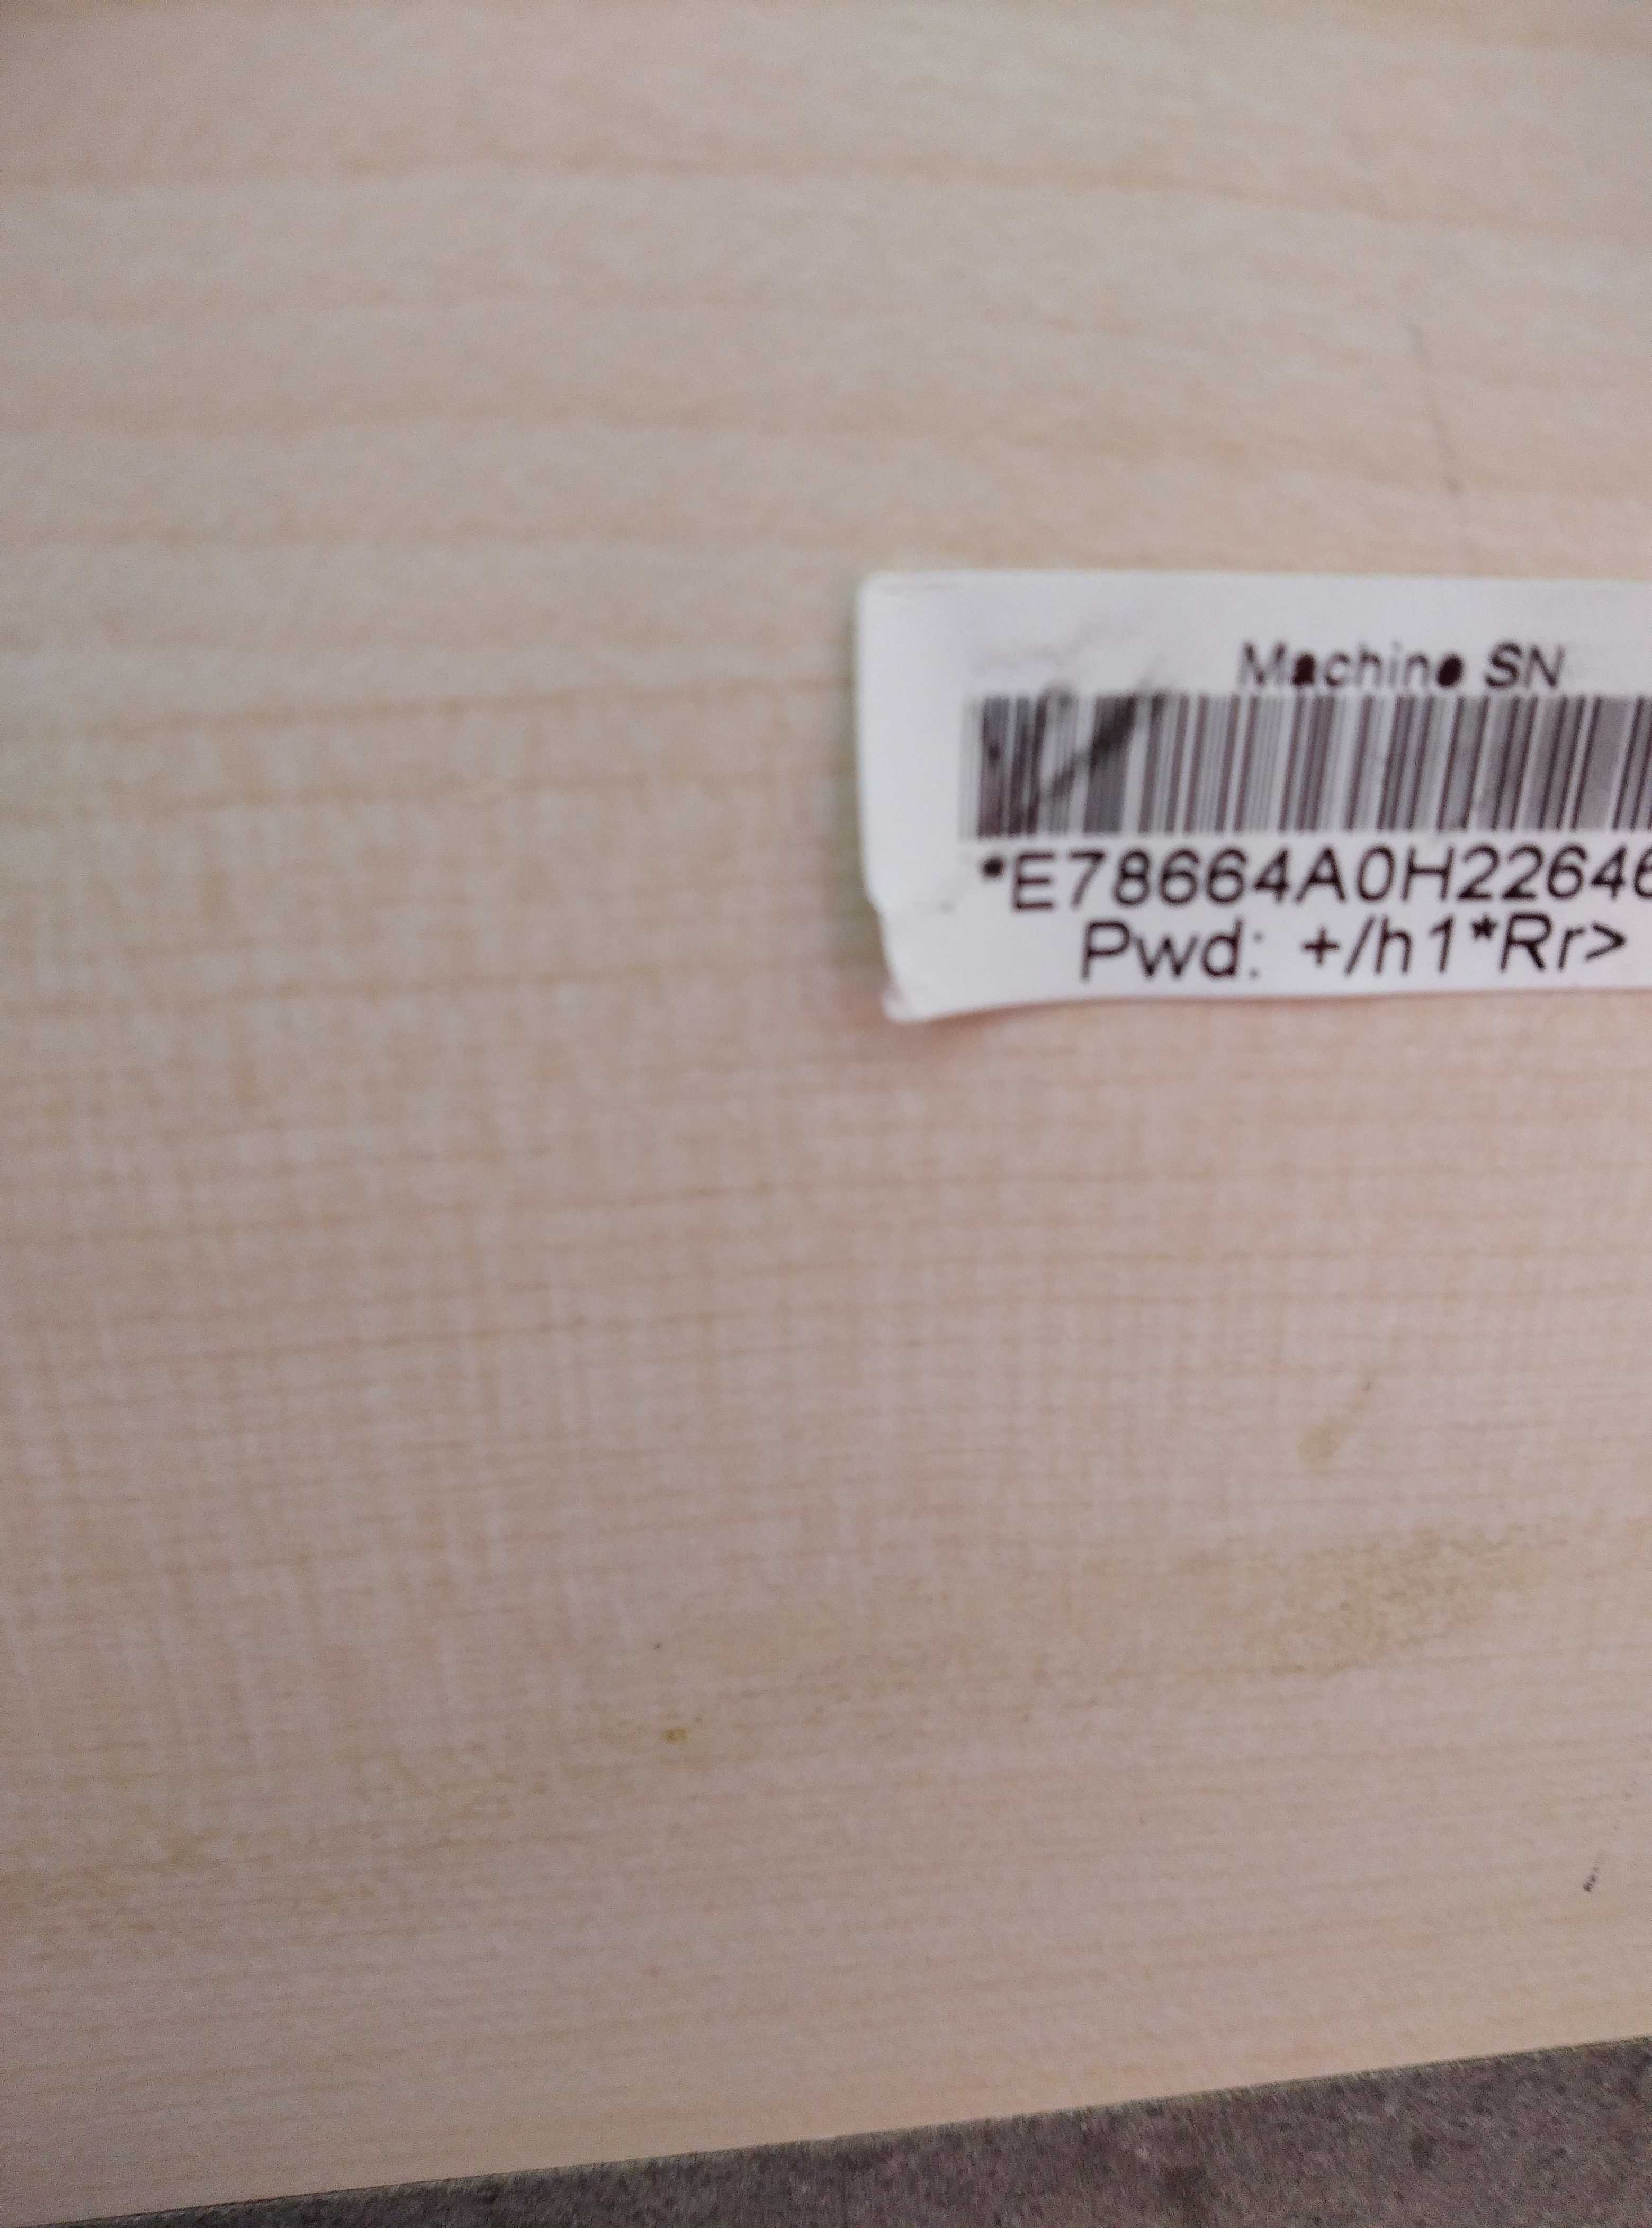 Machine SN
*E78664A0H22646
Pwd: +/h1*Rr>